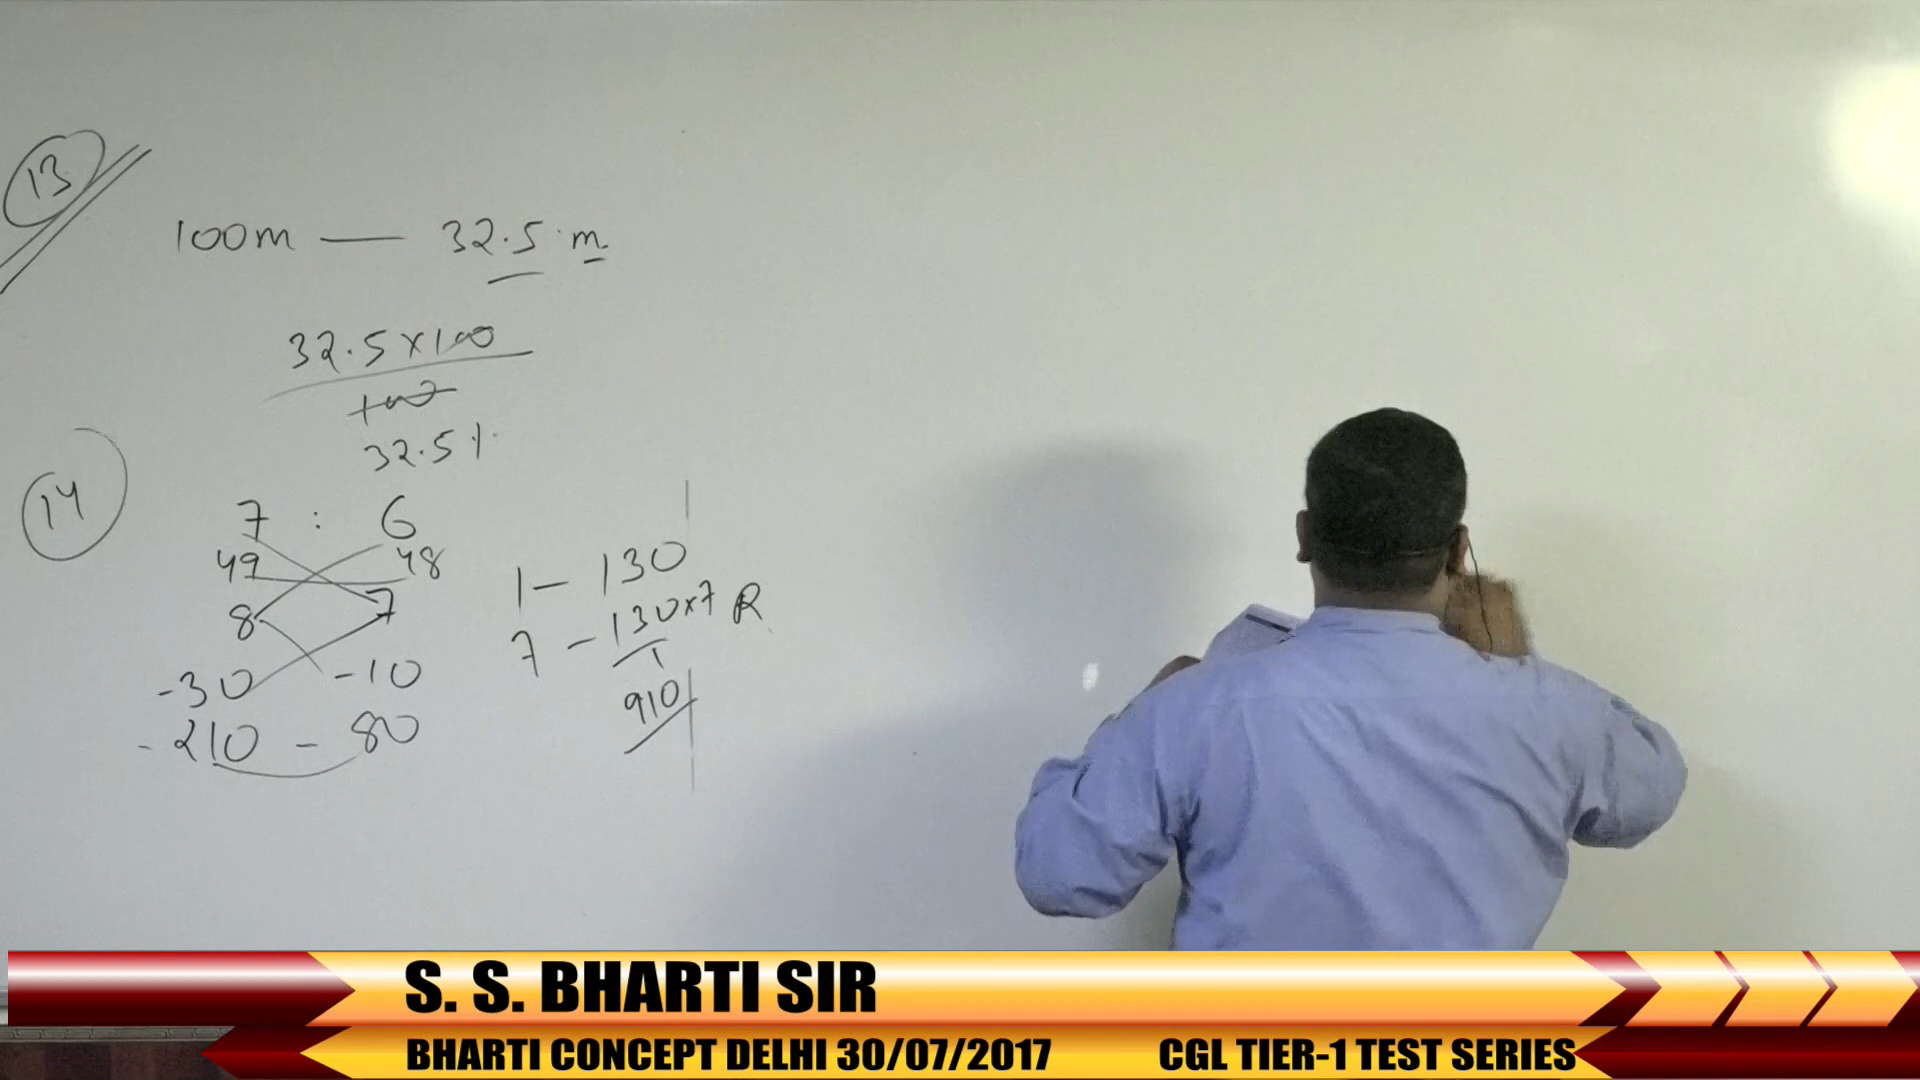 13
100m — 32.5 m
32.5×100
100
32.5%
14
7 : 6
49 48
8 7
-30 -10
-210 - 80
1 - 130
7 - 130×7 R
1
910
S. S. BHARTI SIR
BHARTI CONCEPT DELHI 30/07/2017 CGL TIER-1 TEST SERIES